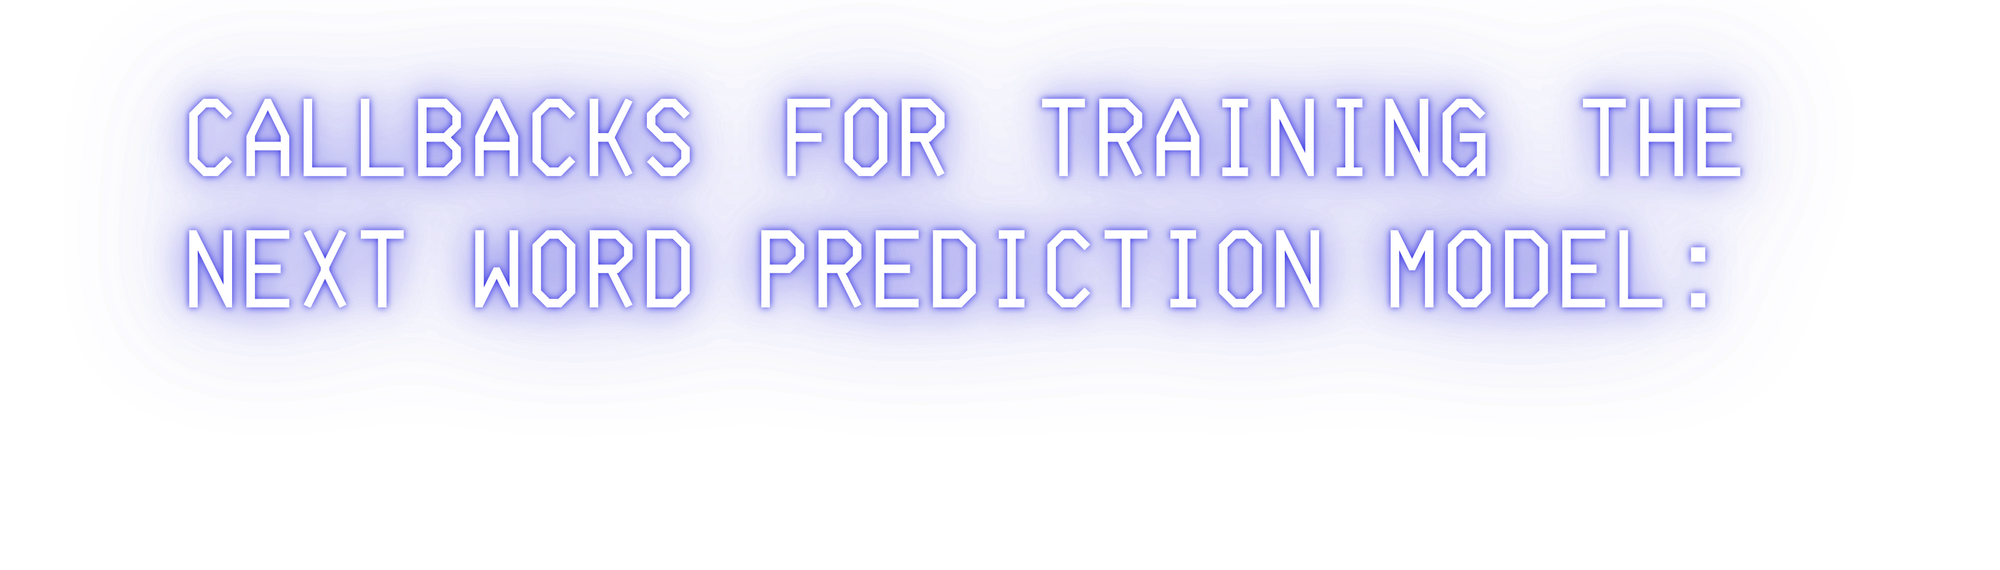 CALLBACKS FOR TRAINING THE
NEXT WORD PREDICTION MODEL: